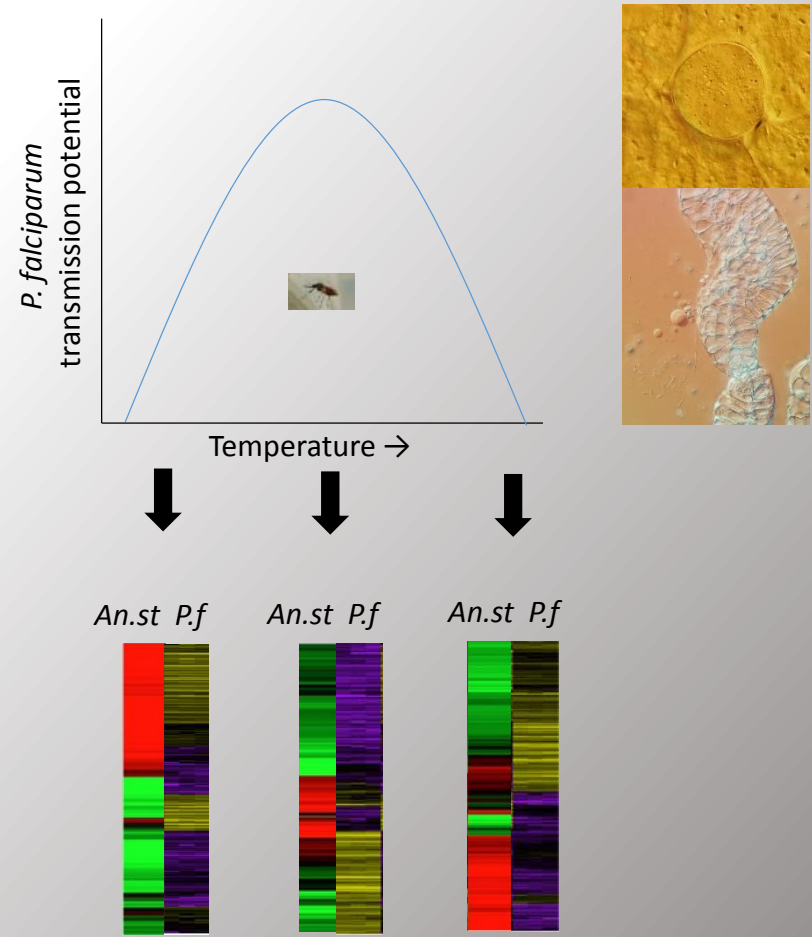 P. falciparum
transmission potential
Temperature →
An.st P.f
An.st P.f
An.st P.f